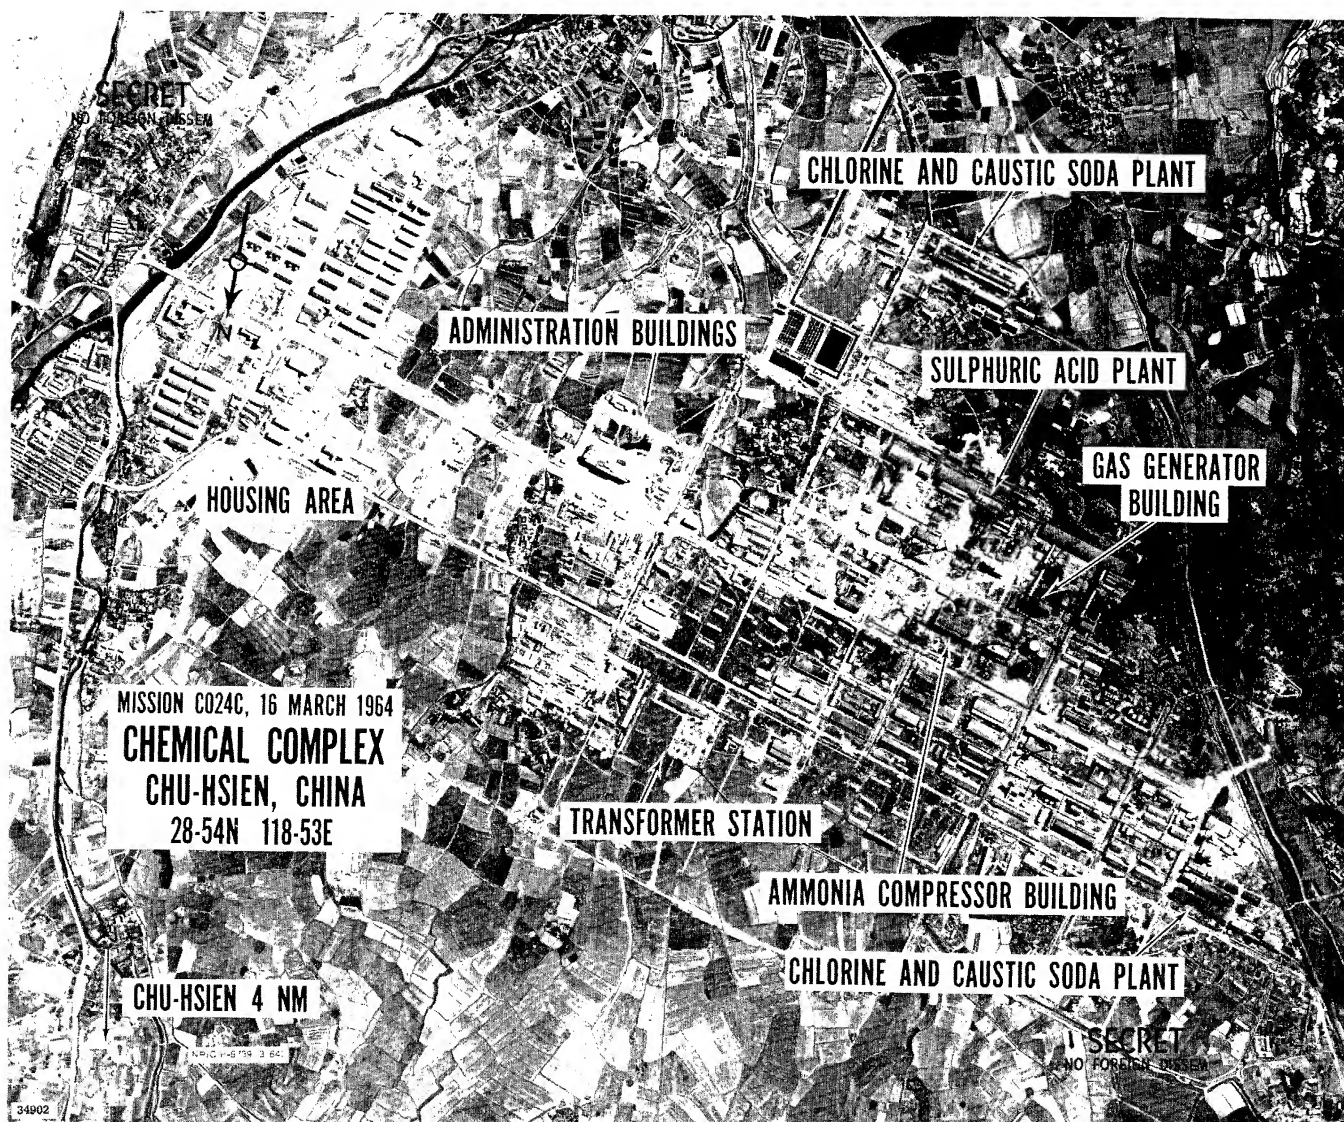 SECRET
NO FOREIGN DISSEM
CHLORINE AND CAUSTIC SODA PLANT
N
ADMINISTRATION BUILDINGS
SULPHURIC ACID PLANT
GAS GENERATOR
BUILDING
HOUSING AREA
MISSION C024C, 16 MARCH 1964
CHEMICAL COMPLEX
CHU-HSIEN, CHINA
28-54N 118-53E
TRANSFORMER STATION
AMMONIA COMPRESSOR BUILDING
CHLORINE AND CAUSTIC SODA PLANT
CHU-HSIEN 4 NM
SECRET
NO FOREIGN DISSEM
34902